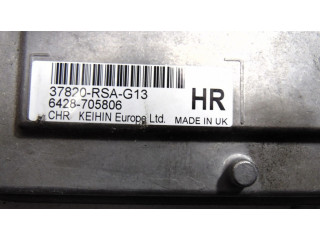 37820-RSA-G13
6428-705806
CHR KEIHIN Europe Ltd.
HR
MADE IN UK